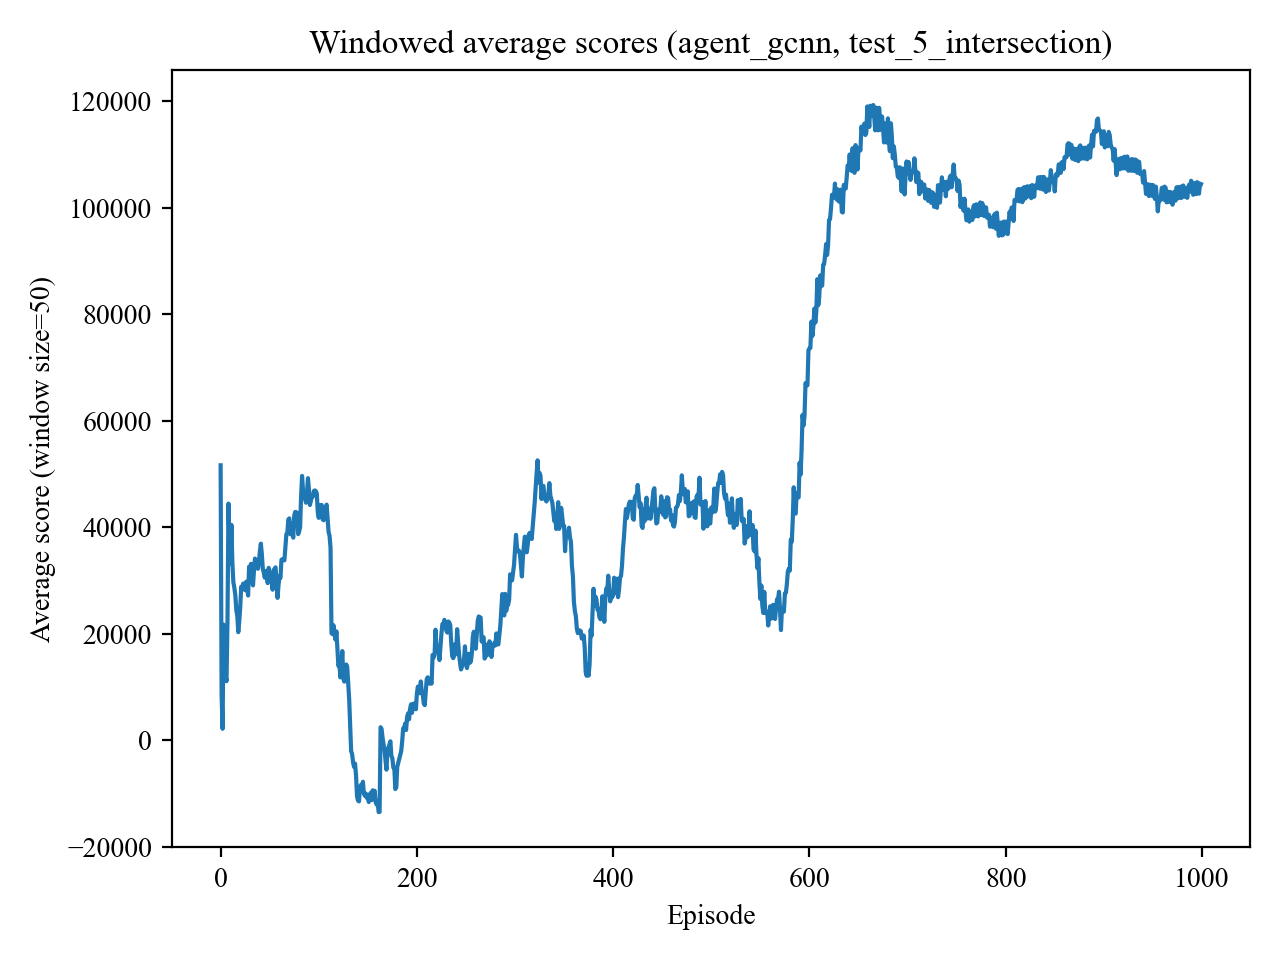 Windowed average scores (agent_gcnn, test_5_intersection)
Average score (window size=50)
120000
100000
80000
60000
40000
20000
0
−20000
0 200 400 600 800 1000
Episode